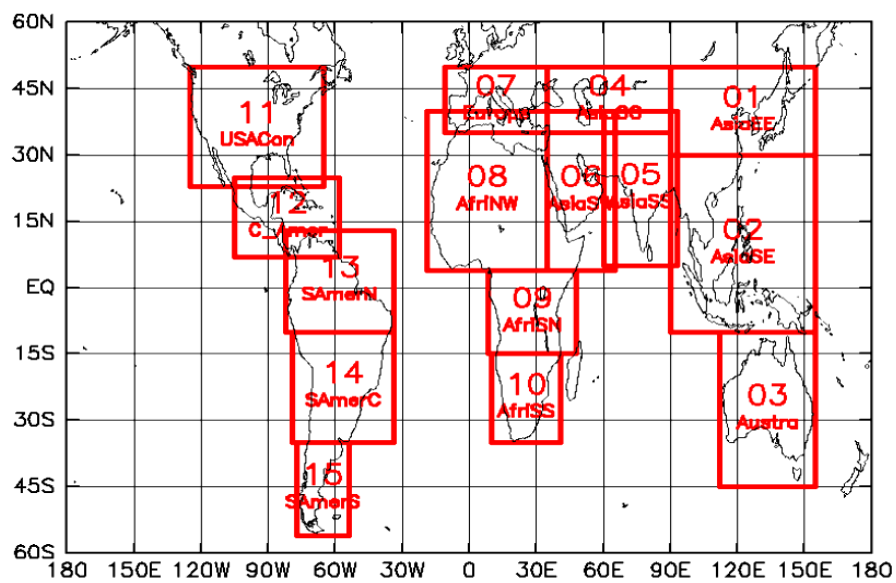 60N
45N
30N
15N
EQ
15S
30S
45S
60S
180 150W 120W 90W 60W 30W 0 30E 60E 90E 120E 150E 180
11
USACon
07
Europe
04
01
AsiaEE
08
AfriNW
06
05
AsiaSS
12
C_Amer
02
AsiaSE
13
SAmerN
09
AfriSN
14
SAmerC
10
AfriSS
03
Austra
15
SAmerS